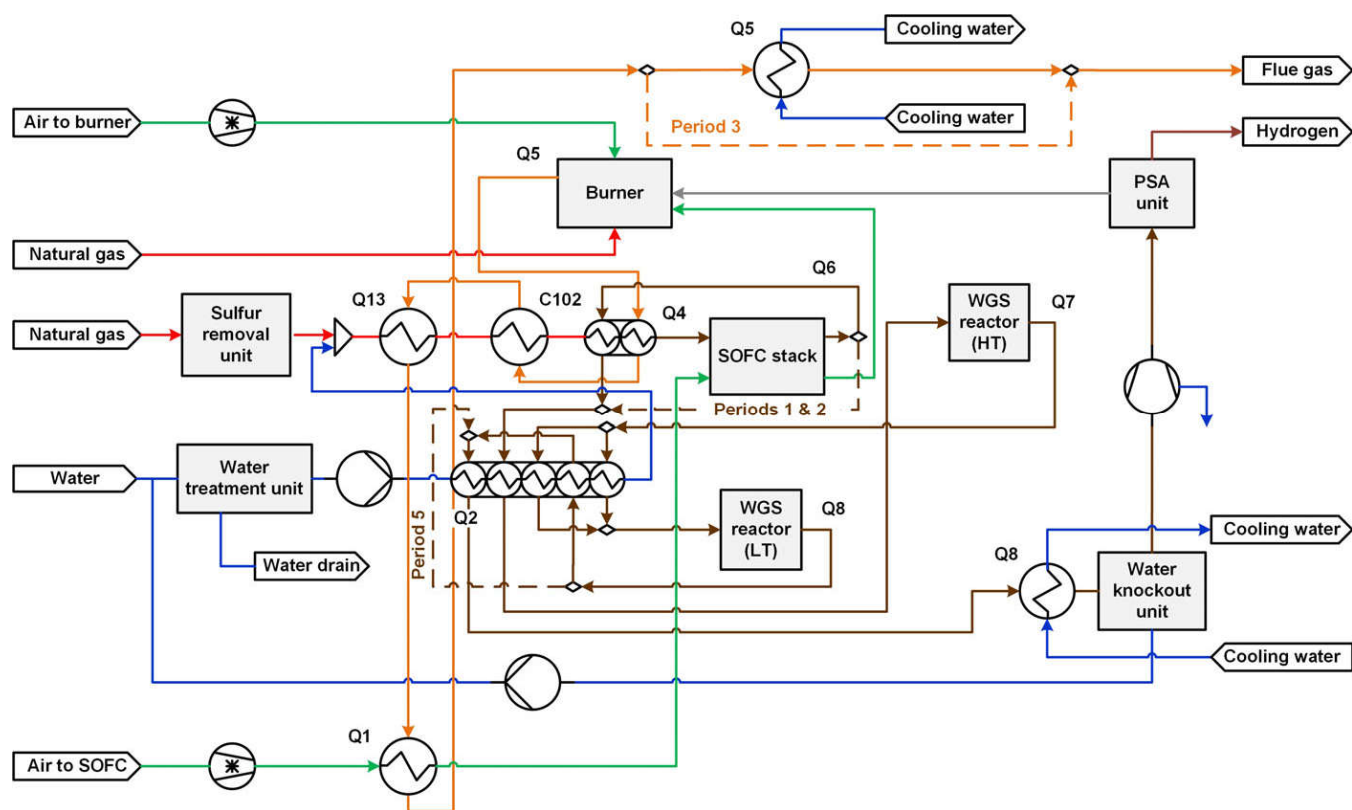 Q5
Cooling water
Flue gas
Air to burner
Cooling water
Period 3
Hydrogen
Q5
Burner
PSA
unit
Natural gas
Q6
Q13
C102
Q4
WGS
reactor
(HT)
Q7
Natural gas
Sulfur
removal
unit
SOFC stack
Periods 1 & 2
Water
Water
treatment unit
Q2
Period 5
WGS
reactor
(LT)
Q8
Cooling water
Water drain
Q8
Water
knockout
unit
Cooling water
Q1
Air to SOFC